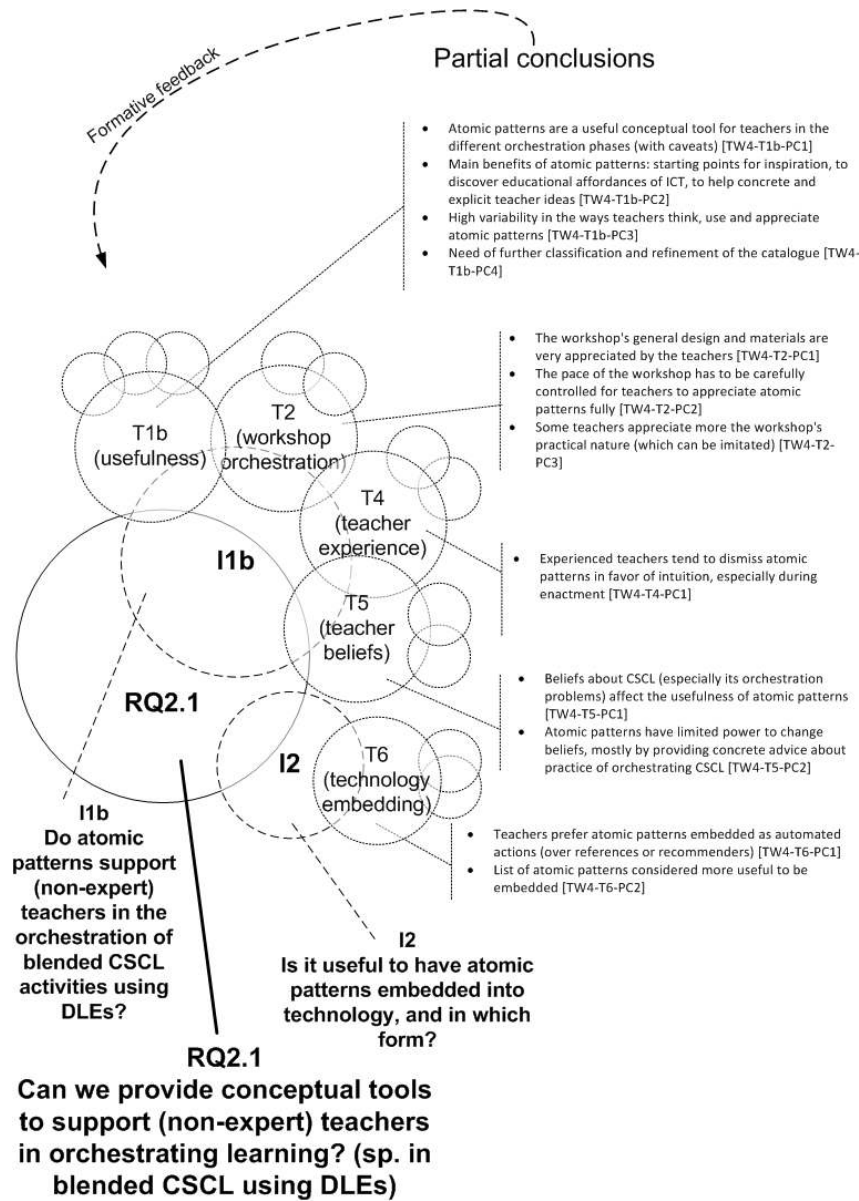 Partial conclusions
Formative feedback
• Atomic patterns are a useful conceptual tool for teachers in the
different orchestration phases (with caveats) [TW4-T1b-PC1]
• Main benefits of atomic patterns: starting points for inspiration, to
discover educational affordances of ICT, to help concrete and
explicit teacher ideas [TW4-T1b-PC2]
• High variability in the ways teachers think, use and appreciate
atomic patterns [TW4-T1b-PC3]
• Need of further classification and refinement of the catalogue [TW4-
T1b-PC4]
• The workshop's general design and materials are
very appreciated by the teachers [TW4-T2-PC1]
• The pace of the workshop has to be carefully
controlled for teachers to appreciate atomic
patterns fully [TW4-T2-PC2]
• Some teachers appreciate more the workshop's
practical nature (which can be imitated) [TW4-T2-
PC3]
T1b
(usefulness)
T2
(workshop
orchestration)
T4
(teacher
experience)
• Experienced teachers tend to dismiss atomic
patterns in favor of intuition, especially during
enactment [TW4-T4-PC1]
I1b
T5
(teacher
beliefs)
• Beliefs about CSCL (especially its orchestration
problems) affect the usefulness of atomic patterns
[TW4-T5-PC1]
• Atomic patterns have limited power to change
beliefs, mostly by providing concrete advice about
practice of orchestrating CSCL [TW4-T5-PC2]
RQ2.1
I2
T6
(technology
embedding)
• Teachers prefer atomic patterns embedded as automated
actions (over references or recommenders) [TW4-T6-PC1]
• List of atomic patterns considered more useful to be
embedded [TW4-T6-PC2]
I1b
Do atomic
patterns support
(non-expert)
teachers in the
orchestration of
blended CSCL
activities using
DLEs?
I2
Is it useful to have atomic
patterns embedded into
technology, and in which
form?
RQ2.1
Can we provide conceptual tools
to support (non-expert) teachers
in orchestrating learning? (sp. in
blended CSCL using DLEs)